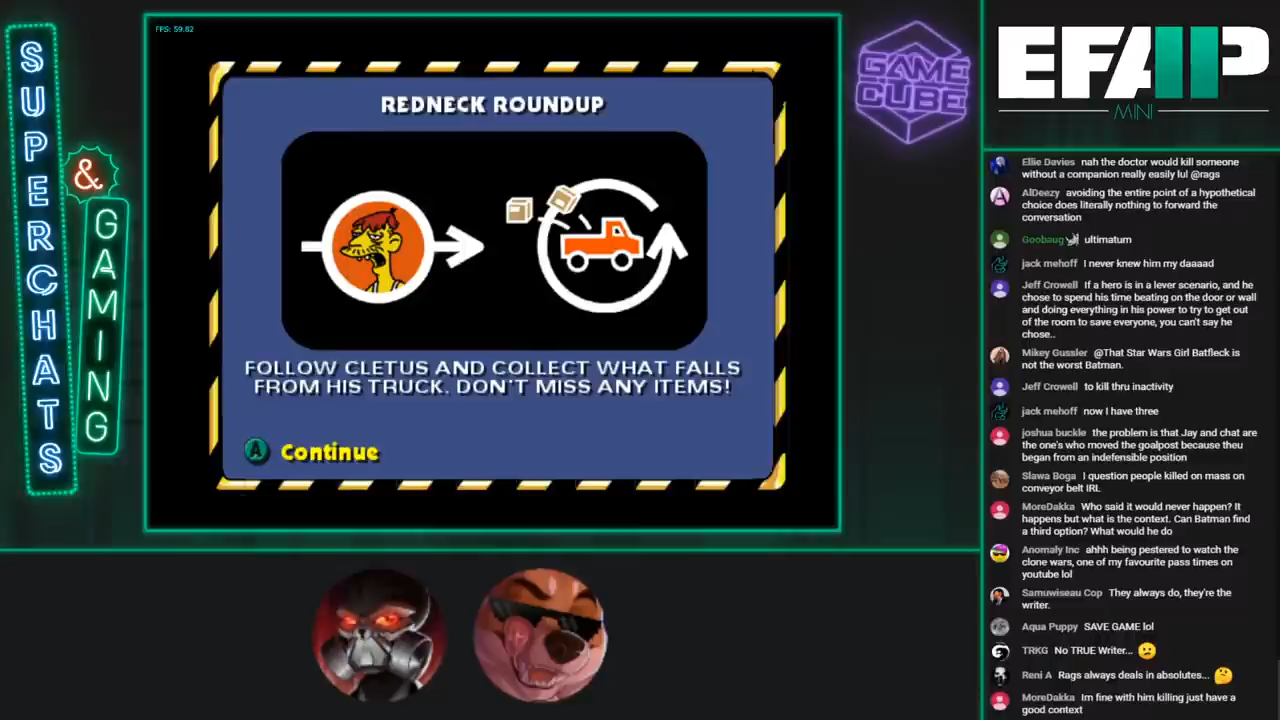 SUPERCHATS
&
GAMING
FPS: 59.82
REDNECK ROUNDUP
FOLLOW CLETUS AND COLLECT WHAT FALLS
FROM HIS TRUCK. DON'T MISS ANY ITEMS!
A Continue
GAME
CUBE
EFAP
MINI
Ellie Davies nah the doctor would kill someone
without a companion really easily lul @rags
AlDeezy avoiding the entire point of a hypothetical
choice does literally nothing to forward the
conversation
Goobaug ultimatum
jack mehoff I never knew him my daaaad
Jeff Crowell If a hero is in a lever scenario, and he
chose to spend his time beating on the door or wall
and doing everything in his power to try to get out
of the room to save everyone, you can't say he
chose..
Mikey Gussler @That Star Wars Girl Batfleck is
not the worst Batman.
Jeff Crowell to kill thru inactivity
jack mehoff now I have three
joshua buckle the problem is that Jay and chat are
the one's who moved the goalpost because theu
began from an indefensible position
Slawa Boga I question people killed on mass on
conveyor belt IRL
MoreDakka Who said it would never happen? It
happens but what is the context. Can Batman find
a third option? What would he do
Anomaly Inc ahhh being pestered to watch the
clone wars, one of my favourite pass times on
youtube lol
Samuwiseau Cop They always do, they're the
writer.
Aqua Puppy SAVE GAME lol
TRKG No TRUE Writer... 😕
Reni A Rags always deals in absolutes... 🤔
MoreDakka Im fine with him killing just have a
good context